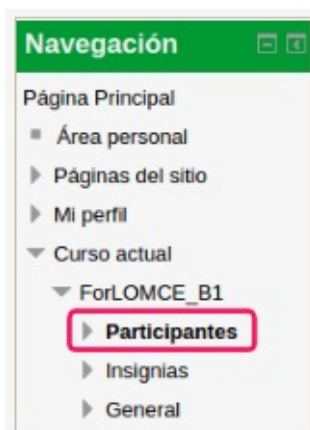 Navegación
Página Principal
Área personal
Páginas del sitio
Mi perfil
Curso actual
ForLOMCE_B1
Participantes
Insignias
General